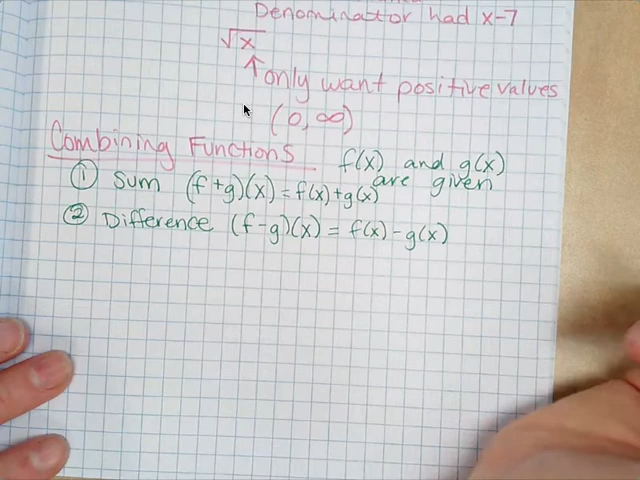 Denominator had x-7
√x
↑ only want positive values
(0,∞)
Combining Functions f(x) and g(x)
are given
① Sum (f+g)(x)=f(x)+g(x)
② Difference (f-g)(x) = f(x)-g(x)